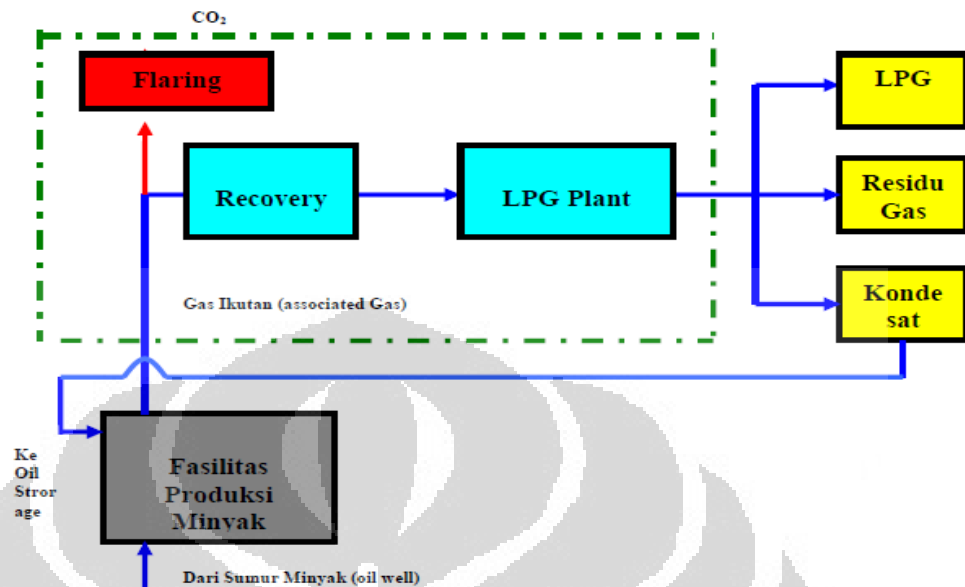 CO₂
Flaring
LPG
Recovery
LPG Plant
Residu
Gas
Gas Ikutan (associated Gas)
Konde
sat
Ke
Oil
Stror
age
Fasilitas
Produksi
Minyak
Dari Sumur Minyak (oil well)